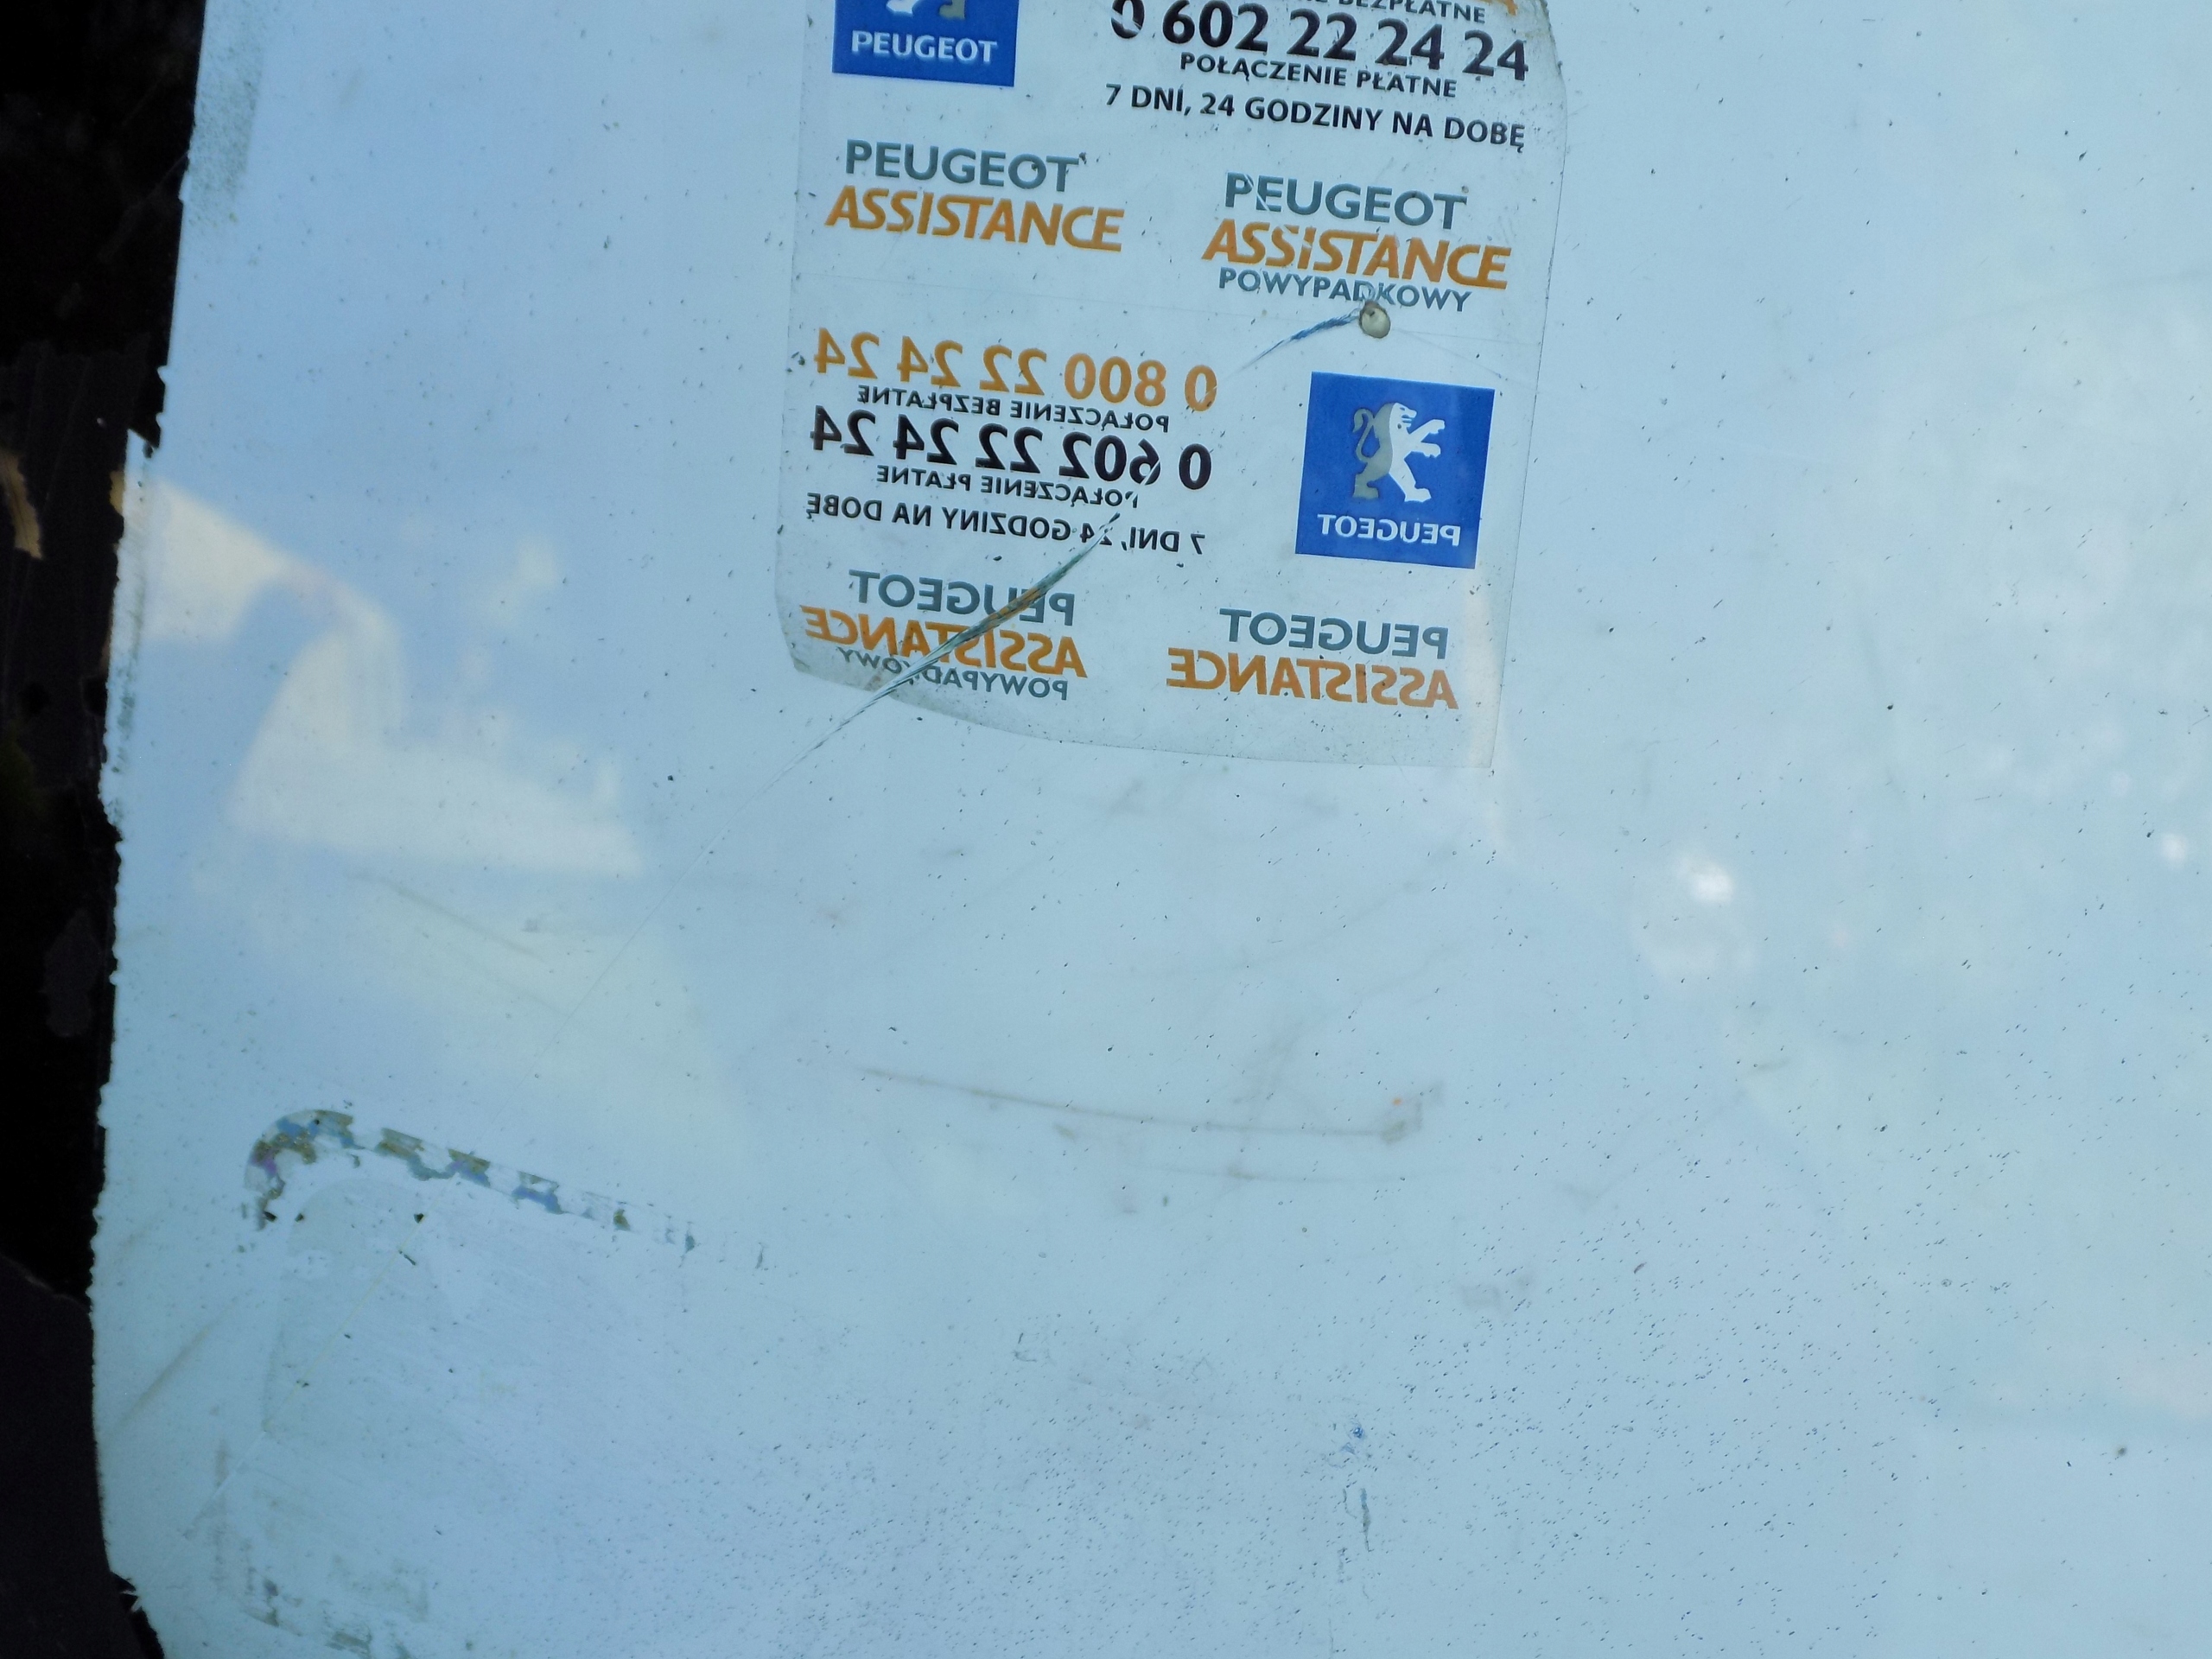 PEUGEOT
BEZPŁATNE
0 602 22 24 24
POŁĄCZENIE PŁATNE
7 DNI, 24 GODZINY NA DOBĘ
PEUGEOT
ASSISTANCE
PEUGEOT
ASSISTANCE
POWYPADKOWY
0 800 22 24 24
POŁĄCZENIE BEZPŁATNE
0 602 22 24 24
POŁĄCZENIE PŁATNE
7 DNI, 24 GODZINY NA DOBĘ
PEUGEOT
PEUGEOT
ASSISTANCE
POWYPADKOWY
PEUGEOT
ASSISTANCE